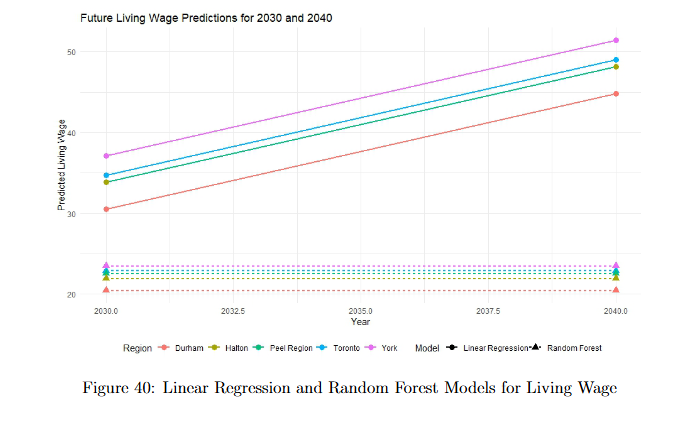 Future Living Wage Predictions for 2030 and 2040
50
40
30
20
Predicted Living Wage
2030.0 2032.5 2035.0 2037.5 2040.0
Year
Region Durham Halton Peel Region Toronto York Model Linear Regression Random Forest
Figure 40: Linear Regression and Random Forest Models for Living Wage